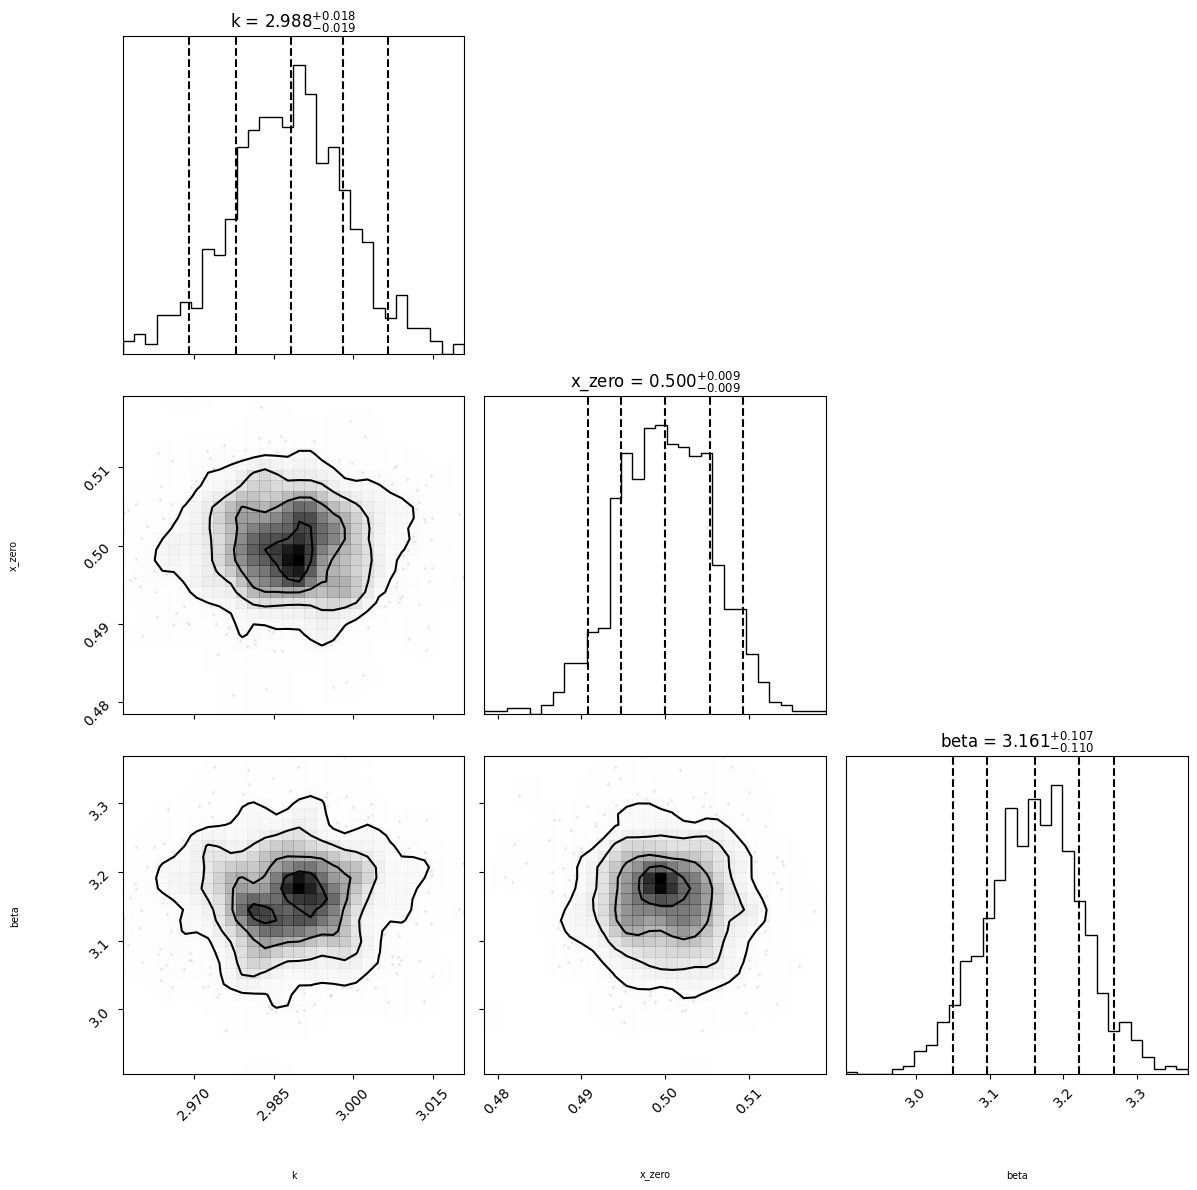 k = 2.988+0.018−0.019
x_zero = 0.500+0.009−0.009
0.51
0.50
0.49
0.48
x_zero
beta = 3.161+0.107−0.110
3.3
3.2
3.1
3.0
beta
2.970 2.985 3.000 3.015
0.48 0.49 0.50 0.51
3.0 3.1 3.2 3.3
k
x_zero
beta